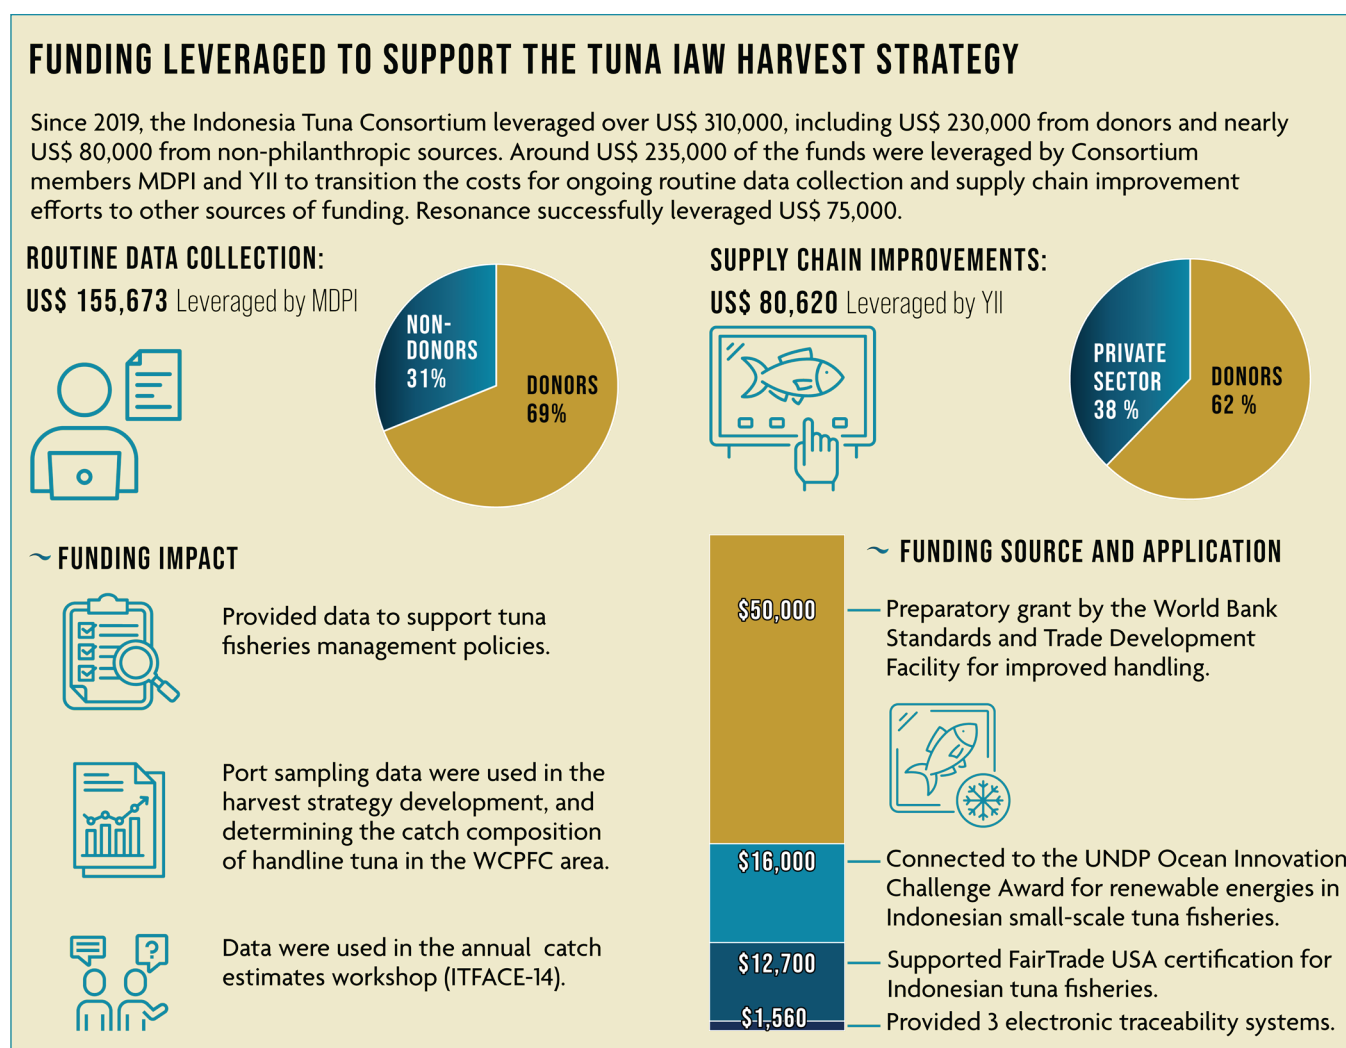 FUNDING LEVERAGED TO SUPPORT THE TUNA IAW HARVEST STRATEGY
Since 2019, the Indonesia Tuna Consortium leveraged over US$ 310,000, including US$ 230,000 from donors and nearly
US$ 80,000 from non-philanthropic sources. Around US$ 235,000 of the funds were leveraged by Consortium
members MDPI and YII to transition the costs for ongoing routine data collection and supply chain improvement
efforts to other sources of funding. Resonance successfully leveraged US$ 75,000.
ROUTINE DATA COLLECTION:
US$ 155,673 Leveraged by MDPI
NON-
DONORS
31%
DONORS
69%
SUPPLY CHAIN IMPROVEMENTS:
US$ 80,620 Leveraged by YII
PRIVATE
SECTOR
38 %
DONORS
62 %
~ FUNDING IMPACT
Provided data to support tuna
fisheries management policies.
Port sampling data were used in the
harvest strategy development, and
determining the catch composition
of handline tuna in the WCPFC area.
?
Data were used in the annual catch
estimates workshop (ITFACE-14).
~ FUNDING SOURCE AND APPLICATION
$50,000
Preparatory grant by the World Bank
Standards and Trade Development
Facility for improved handling.
$16,000
Connected to the UNDP Ocean Innovation
Challenge Award for renewable energies in
Indonesian small-scale tuna fisheries.
$12,700
Supported FairTrade USA certification for
Indonesian tuna fisheries.
$1,560
Provided 3 electronic traceability systems.